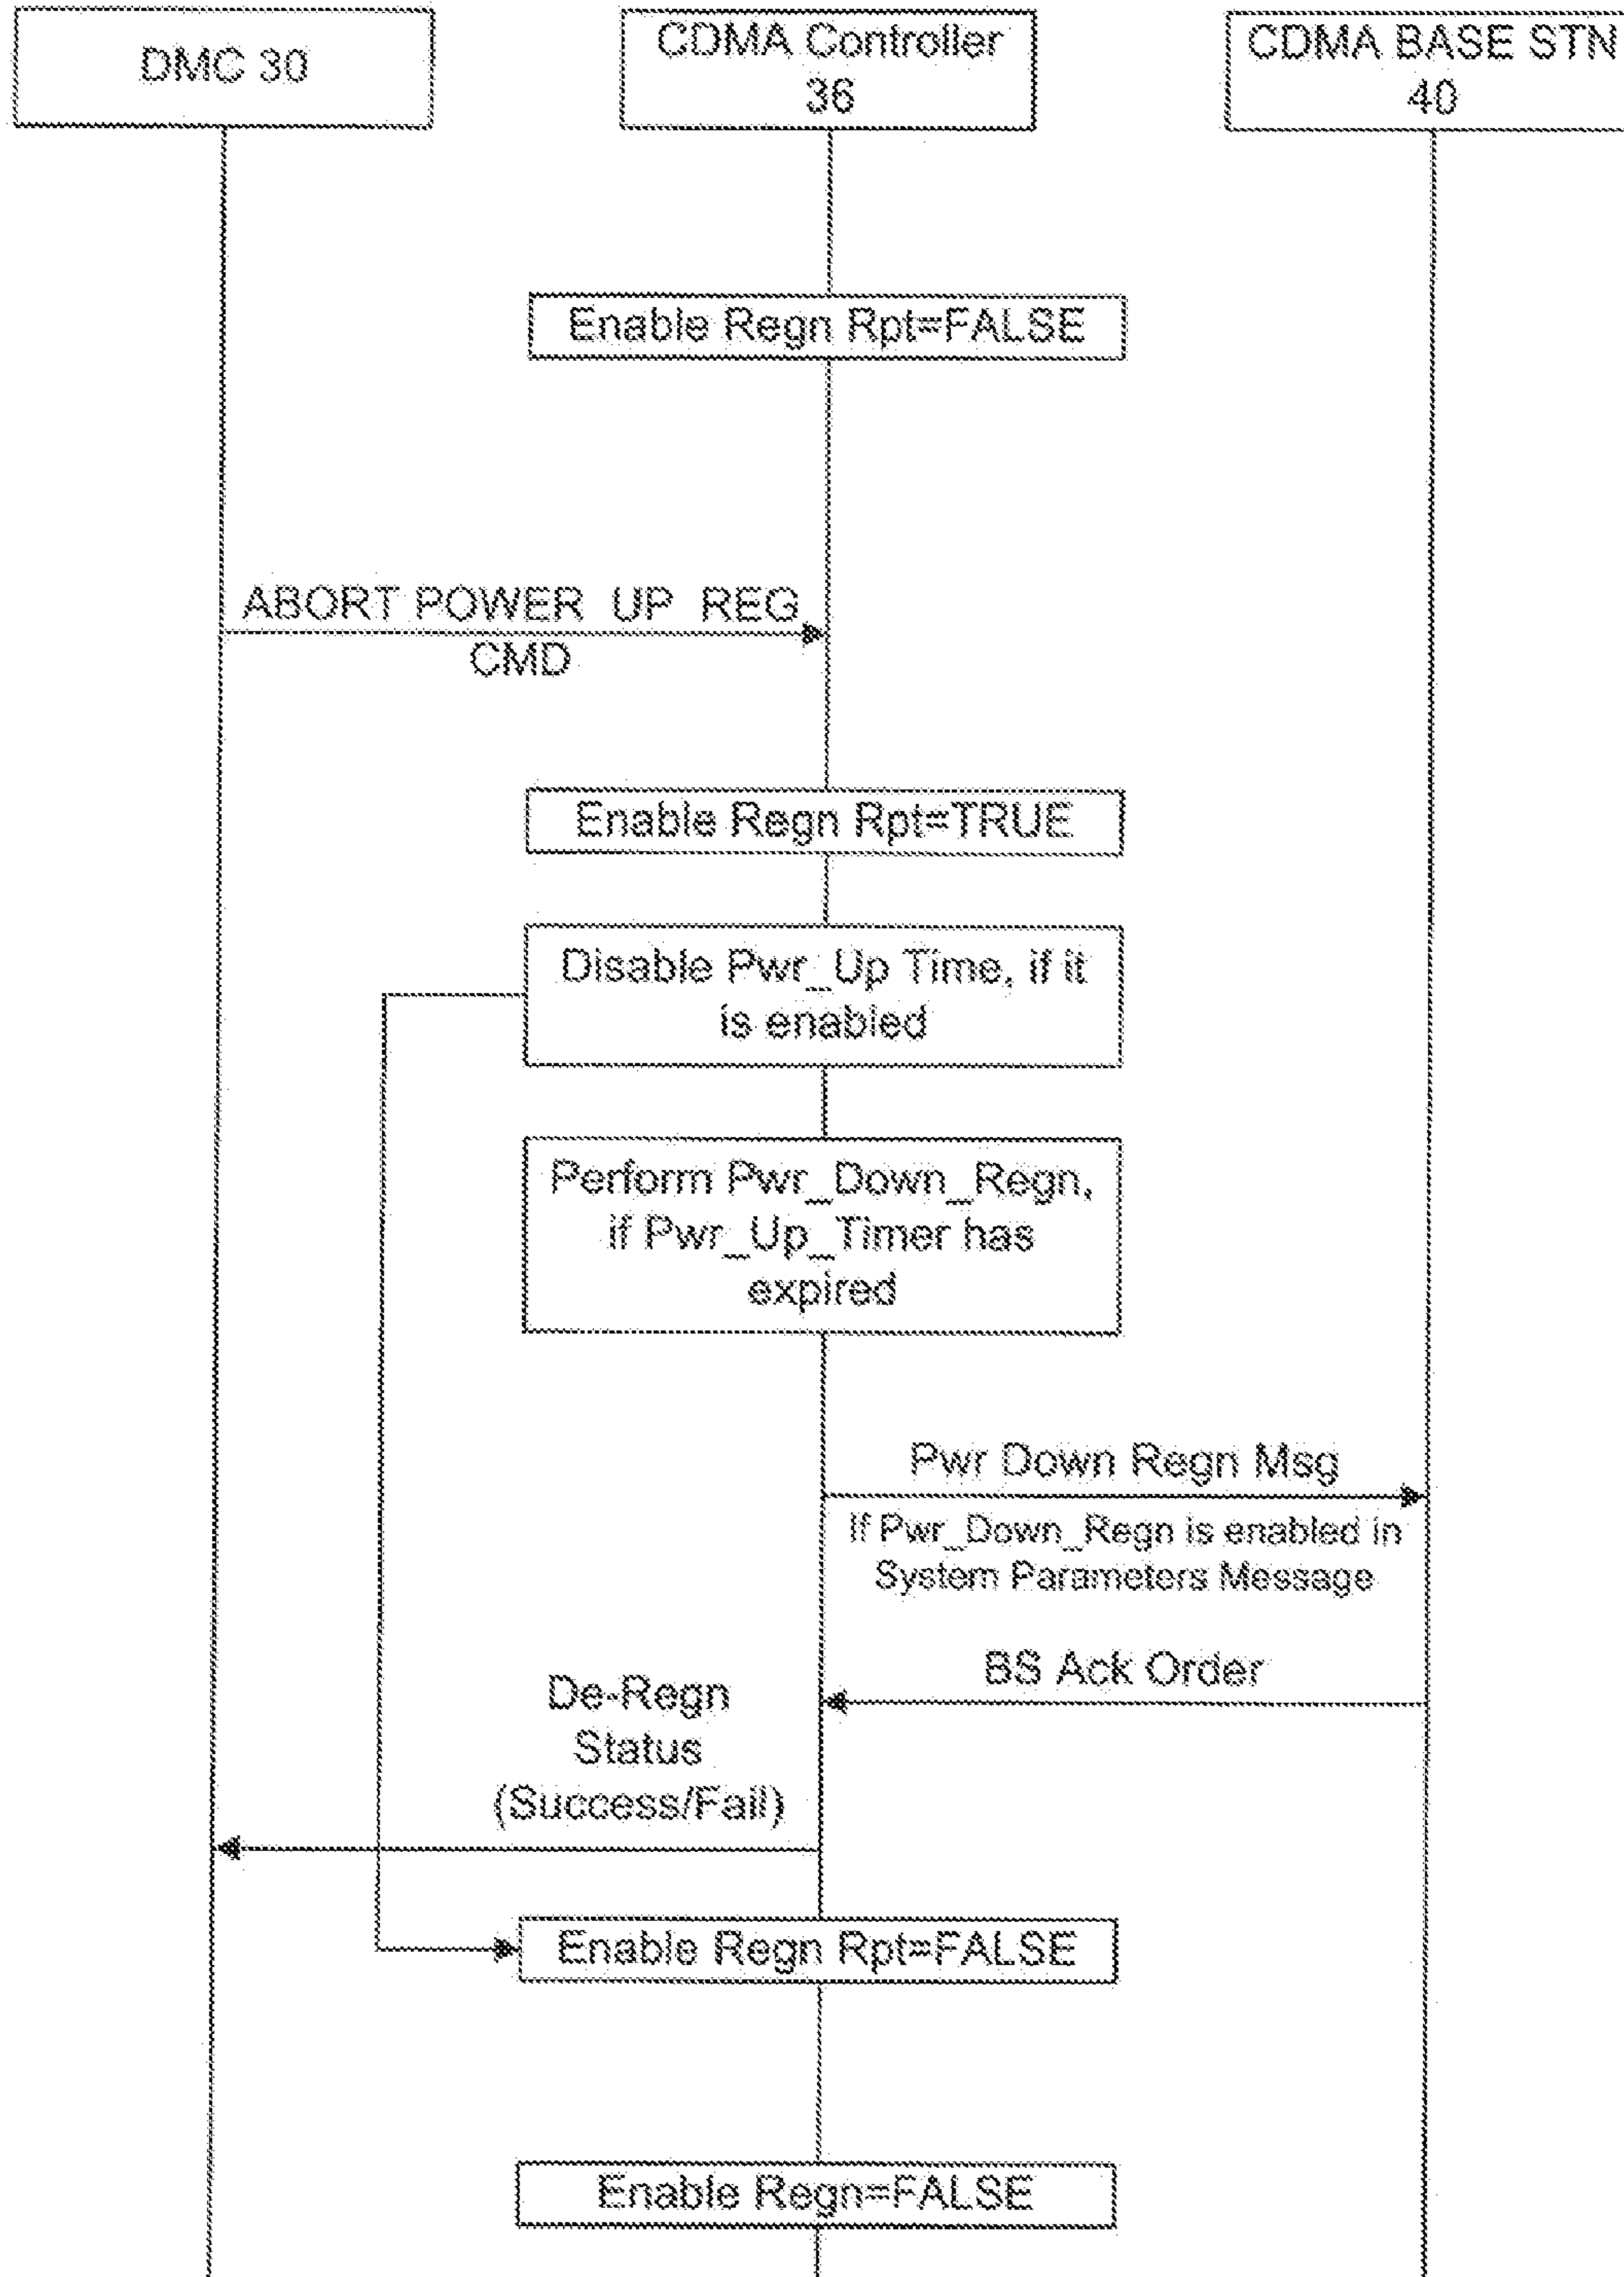 DMC 30
CDMA Controller
36
CDMA BASE STN
40
Enable Regn Rpt=FALSE
ABORT POWER_UP_REG
CMD
Enable Regn Rpt=TRUE
Disable Pwr_Up Time, if it
is enabled
Perform Pwr_Down_Regn,
if Pwr_Up_Timer has
expired
Pwr Down Regn Msg
If Pwr_Down_Regn is enabled in
System Parameters Message
BS Ack Order
De-Regn
Status
(Success/Fail)
Enable Regn Rpt=FALSE
Enable Regn=FALSE